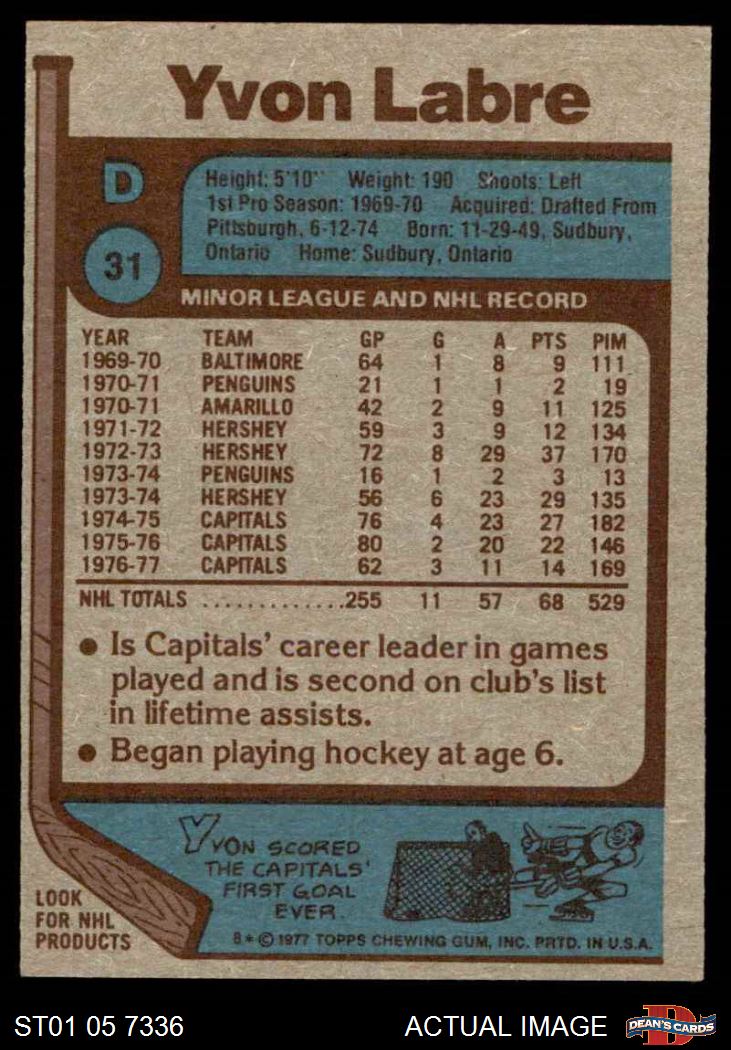 Yvon Labre
D
31
Height: 5'10" Weight: 190 Shoots: Left
1st Pro Season: 1969-70 Acquired: Drafted From
Pittsburgh, 6-12-74 Born: 11-29-49, Sudbury,
Ontario Home: Sudbury, Ontario
MINOR LEAGUE AND NHL RECORD
YEAR TEAM GP G A PTS PIM
1969-70 BALTIMORE 64 1 8 9 111
1970-71 PENGUINS 21 1 1 2 19
1970-71 AMARILLO 42 2 9 11 125
1971-72 HERSHEY 59 3 9 12 134
1972-73 HERSHEY 72 8 29 37 170
1973-74 PENGUINS 16 1 2 3 13
1973-74 HERSHEY 56 6 23 29 135
1974-75 CAPITALS 76 4 23 27 182
1975-76 CAPITALS 80 2 20 22 146
1976-77 CAPITALS 62 3 11 14 169
NHL TOTALS .............255 11 57 68 529
● Is Capitals' career leader in games
played and is second on club's list
in lifetime assists.
● Began playing hockey at age 6.
YVON SCORED
THE CAPITALS'
FIRST GOAL
EVER.
LOOK
FOR NHL
PRODUCTS
8 * © 1977 TOPPS CHEWING GUM, INC. PRTD. IN U.S.A.
ST01 05 7336 ACTUAL IMAGE
D
DEAN'S CARDS